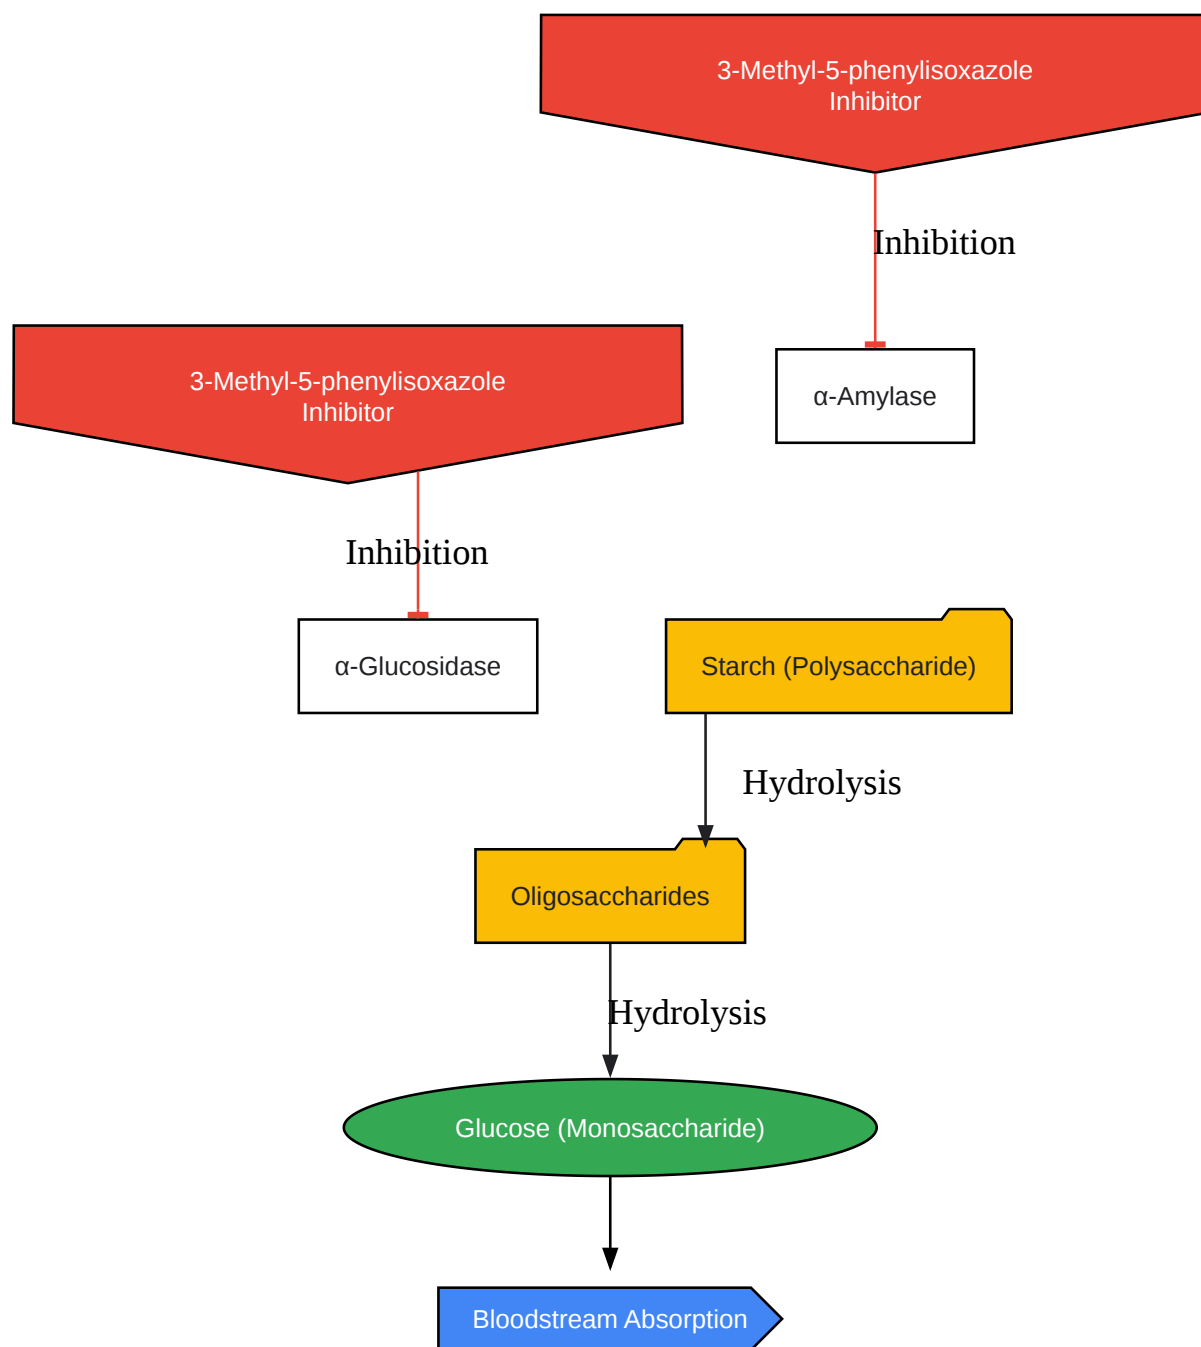 3-Methyl-5-phenylisoxazole
Inhibitor
Inhibition
3-Methyl-5-phenylisoxazole
Inhibitor
α-Amylase
Inhibition
α-Glucosidase
Starch (Polysaccharide)
Hydrolysis
Oligosaccharides
Hydrolysis
Glucose (Monosaccharide)
Bloodstream Absorption